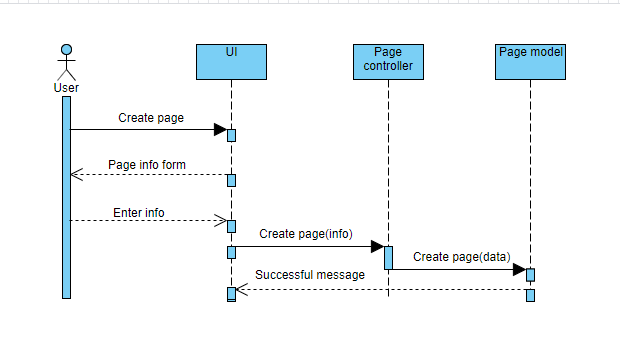 UI
Page
controller
Page model
User
Create page
Page info form
Enter info
Create page(info)
Create page(data)
Successful message